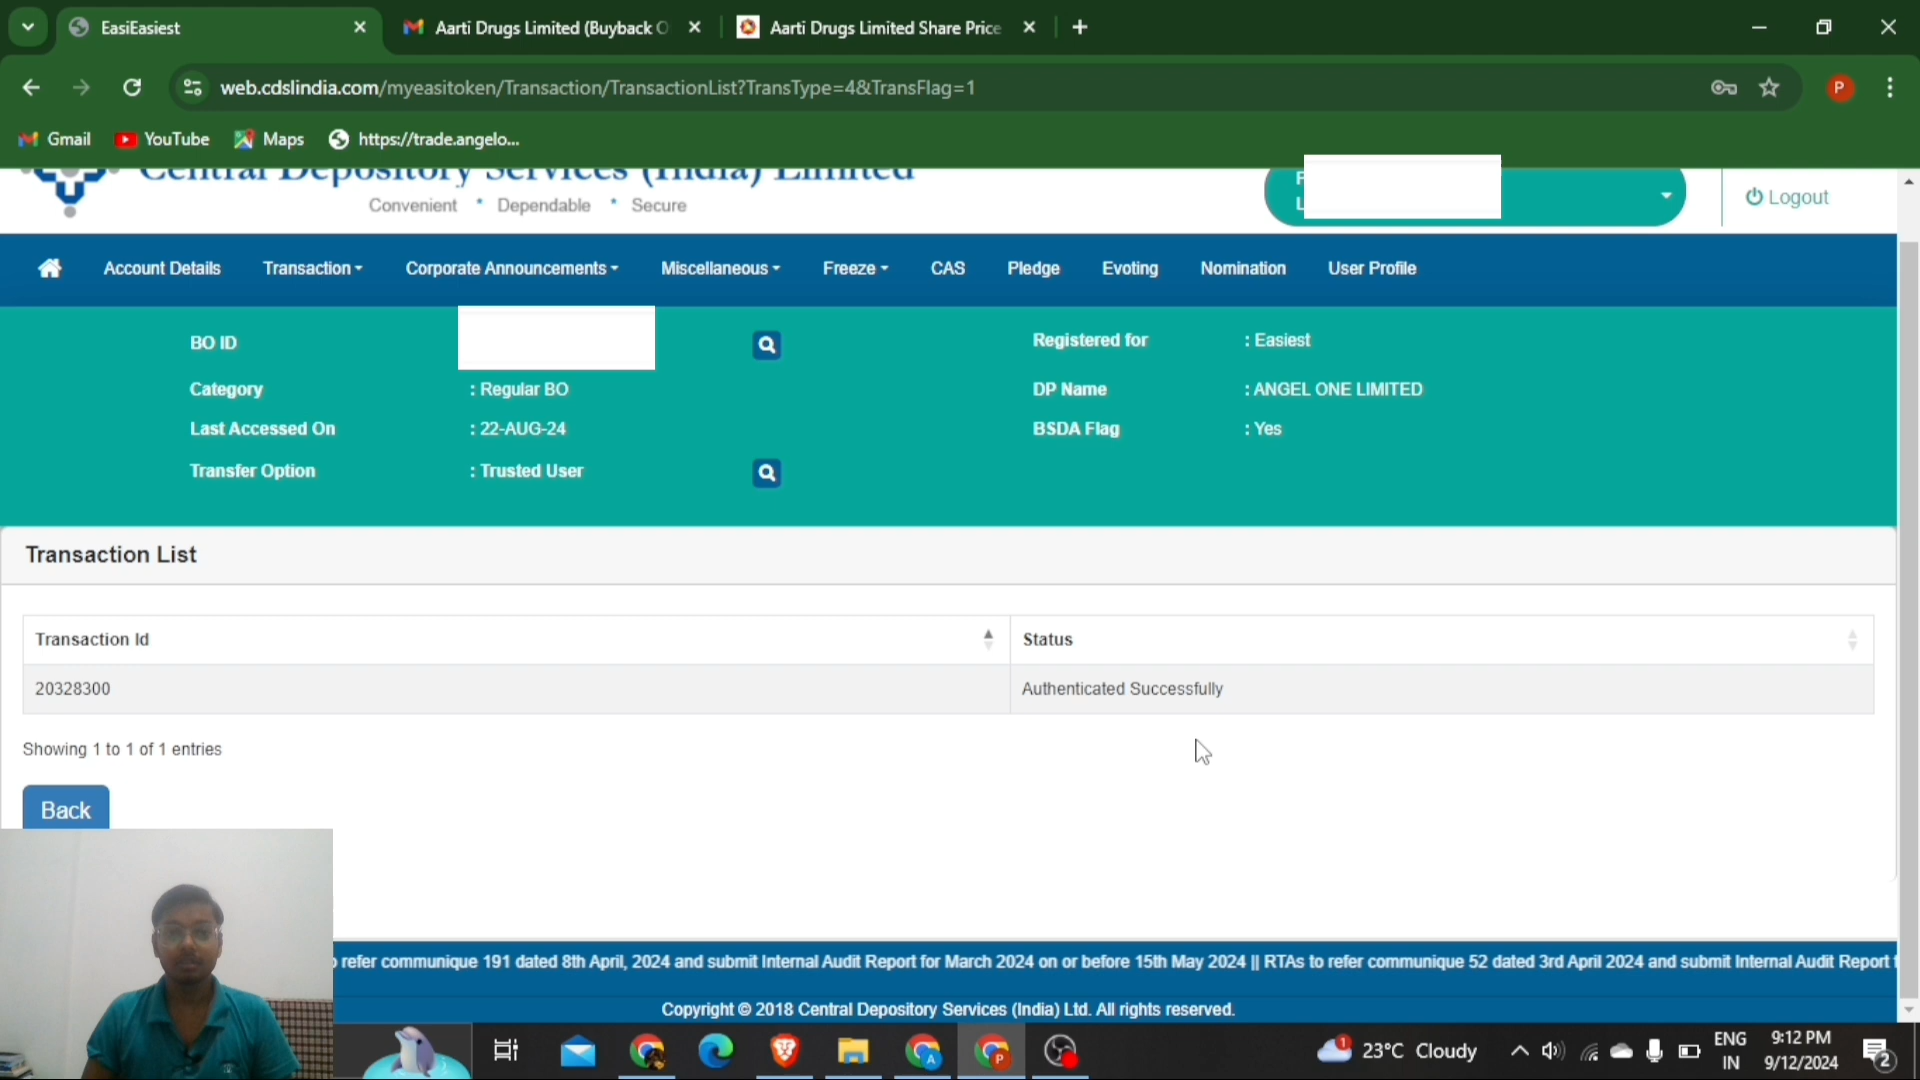 EasiEasiest
Aarti Drugs Limited (Buyback O
Aarti Drugs Limited Share Price
web.cdslindia.com/myeasitoken/Transaction/TransactionList?TransType=4&TransFlag=1
P
Gmail
YouTube
Maps
https://trade.angelo...
Central Depository Services (India) Limited
Convenient * Dependable * Secure
Logout
Account Details
Transaction
Corporate Announcements
Miscellaneous
Freeze
CAS
Pledge
Evoting
Nomination
User Profile
BO ID
Registered for : Easiest
Category : Regular BO
DP Name : ANGEL ONE LIMITED
Last Accessed On : 22-AUG-24
BSDA Flag : Yes
Transfer Option : Trusted User
Transaction List
Transaction Id Status
20328300 Authenticated Successfully
Showing 1 to 1 of 1 entries
Back
refer communique 191 dated 8th April, 2024 and submit Internal Audit Report for March 2024 on or before 15th May 2024 || RTAs to refer communique 52 dated 3rd April 2024 and submit Internal Audit Report
Copyright © 2018 Central Depository Services (India) Ltd. All rights reserved.
A
P
1
23°C Cloudy
ENG
IN
9:12 PM
9/12/2024
2